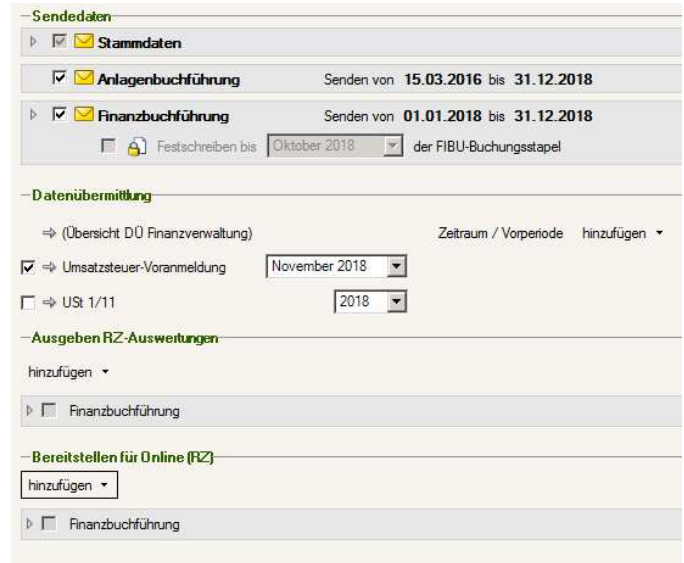 Sendedaten
Stammdaten
Anlagenbuchführung Senden von 15.03.2016 bis 31.12.2018
Finanzbuchführung Senden von 01.01.2018 bis 31.12.2018
Festschreiben bis Oktober 2018 der FIBU-Buchungsstapel
Datenübermittlung
(Übersicht DÜ Finanzverwaltung) Zeitraum / Vorperiode hinzufügen
Umsatzsteuer-Voranmeldung November 2018
USt 1/11 2018
Ausgeben RZ-Auswertungen
hinzufügen
Finanzbuchführung
Bereitstellen für Online (RZ)
hinzufügen
Finanzbuchführung